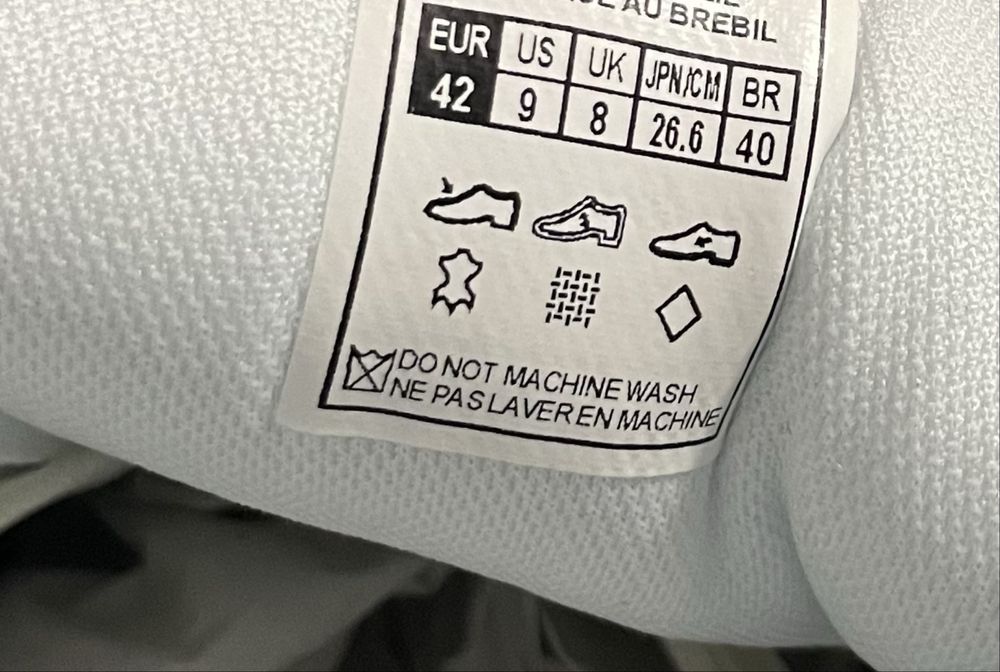 AU BREBIL
EUR US UK JPN/CM BR
42 9 8 26.6 40
DO NOT MACHINE WASH
NE PAS LAVER EN MACHINE